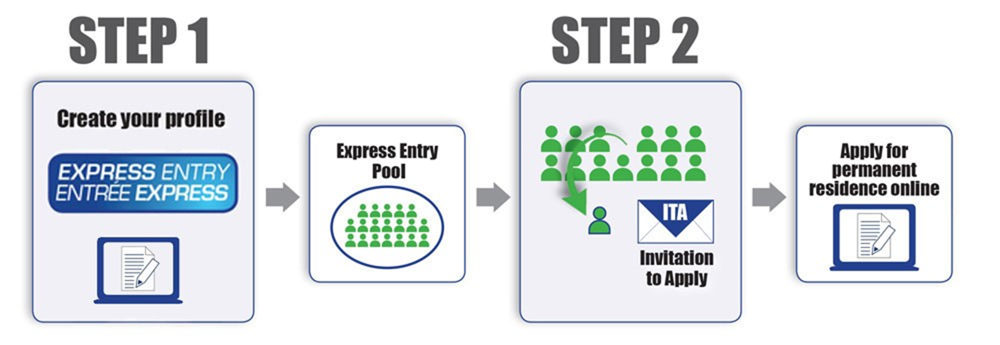 STEP 1
Create your profile
EXPRESS ENTRY
ENTRÉE EXPRESS
Express Entry
Pool
STEP 2
ITA
Invitation
to Apply
Apply for
permanent
residence online